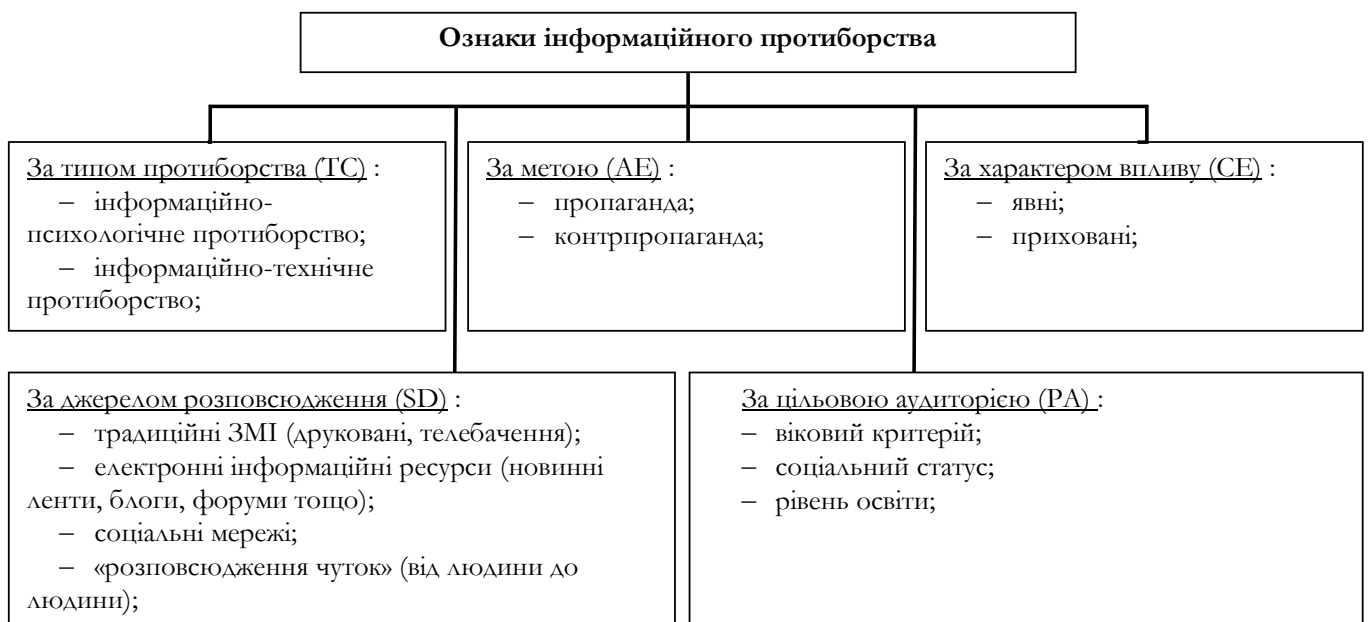 Ознаки інформаційного протиборства
За типом протиборства (TC) :
– інформаційно-
психологічне протиборство;
– інформаційно-технічне
протиборство;
За метою (AE) :
– пропаганда;
– контрпропаганда;
За характером впливу (CE) :
– явні;
– приховані;
За джерелом розповсюдження (SD) :
– традиційні ЗМІ (друковані, телебачення);
– електронні інформаційні ресурси (новинні
ленти, блоги, форуми тощо);
– соціальні мережі;
– «розповсюдження чуток» (від людини до
людини);
За цільовою аудиторією (PA) :
– віковий критерій;
– соціальний статус;
– рівень освіти;